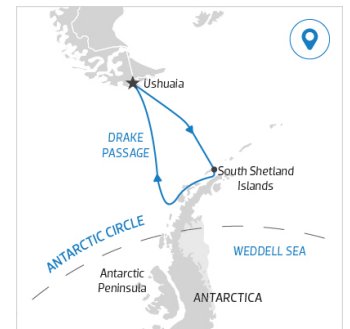 Ushuaia
DRAKE
PASSAGE
South Shetland
Islands
ANTARCTIC CIRCLE
WEDDELL SEA
Antarctic
Peninsula
ANTARCTICA